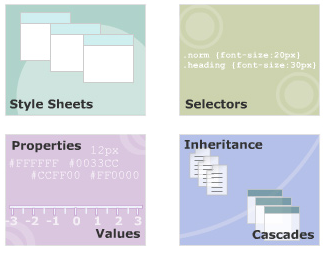 Style Sheets
.norm {font-size:20px}
.heading {font-size:30px}
Selectors
Properties
12px
#FFFFFF #0033CC
#CCFF00 #FF0000
-3 -2 -1 0 1 2 3
Values
Inheritance
Cascades